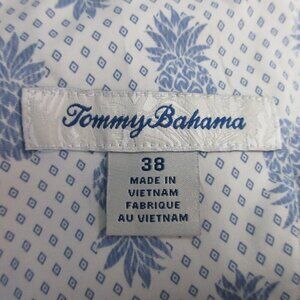 Tommy Bahama
38
MADE IN
VIETNAM
FABRIQUE
AU VIETNAM